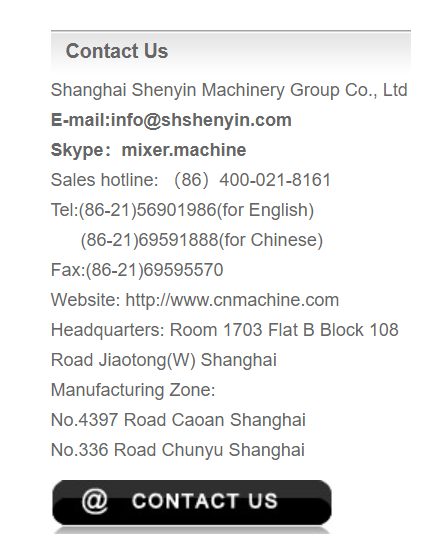 Contact Us
Shanghai Shenyin Machinery Group Co., Ltd
E-mail:info@shshenyin.com
Skype：mixer.machine
Sales hotline: （86）400-021-8161
Tel:(86-21)56901986(for English)
(86-21)69591888(for Chinese)
Fax:(86-21)69595570
Website: http://www.cnmachine.com
Headquarters: Room 1703 Flat B Block 108
Road Jiaotong(W) Shanghai
Manufacturing Zone:
No.4397 Road Caoan Shanghai
No.336 Road Chunyu Shanghai
@ CONTACT US